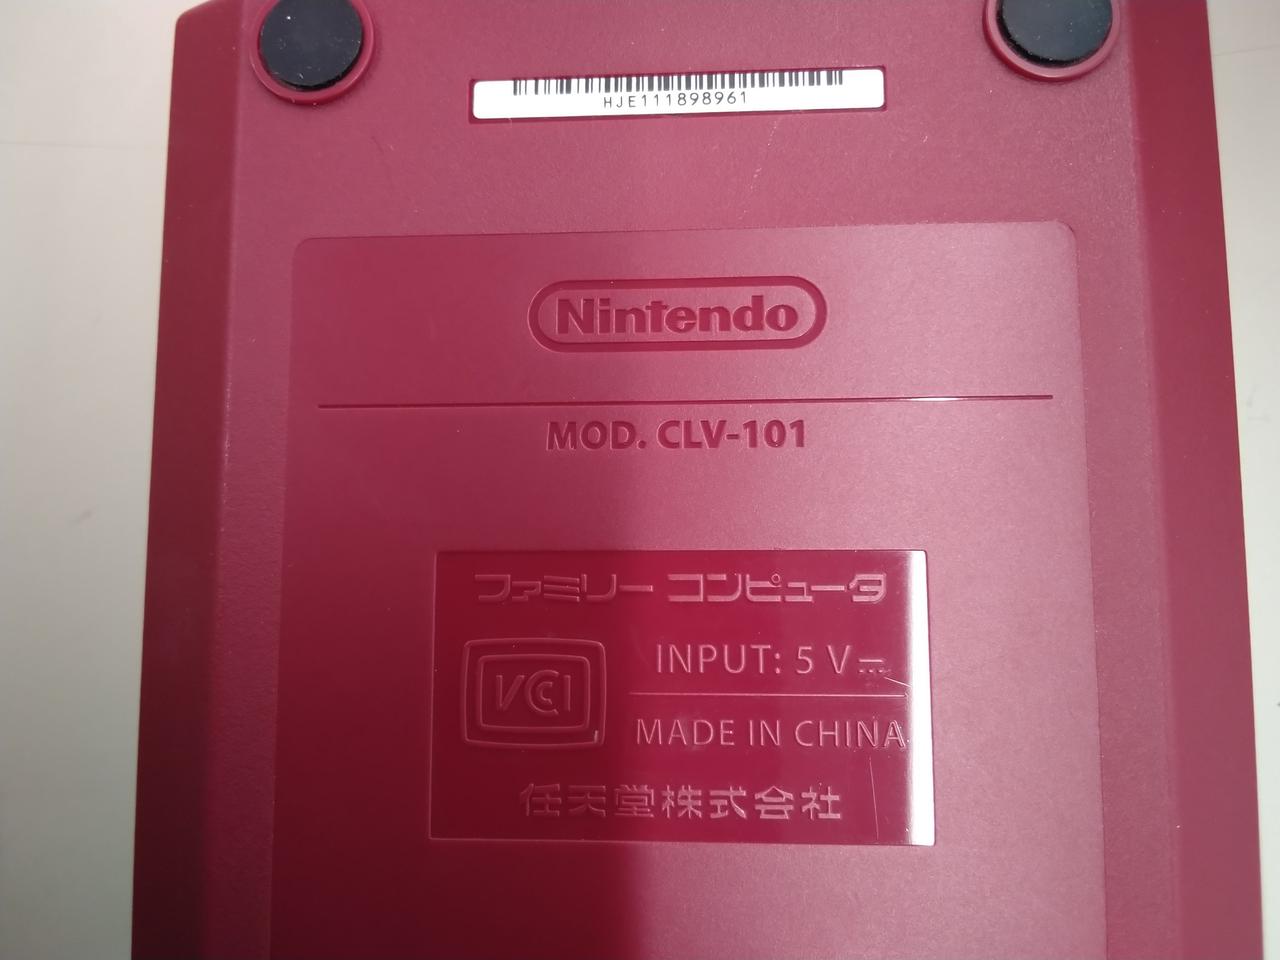 HJE111898961
Nintendo
MOD. CLV-101
ファミリー コンピュータ
VCCI
INPUT: 5 V⎓
MADE IN CHINA
任天堂株式会社